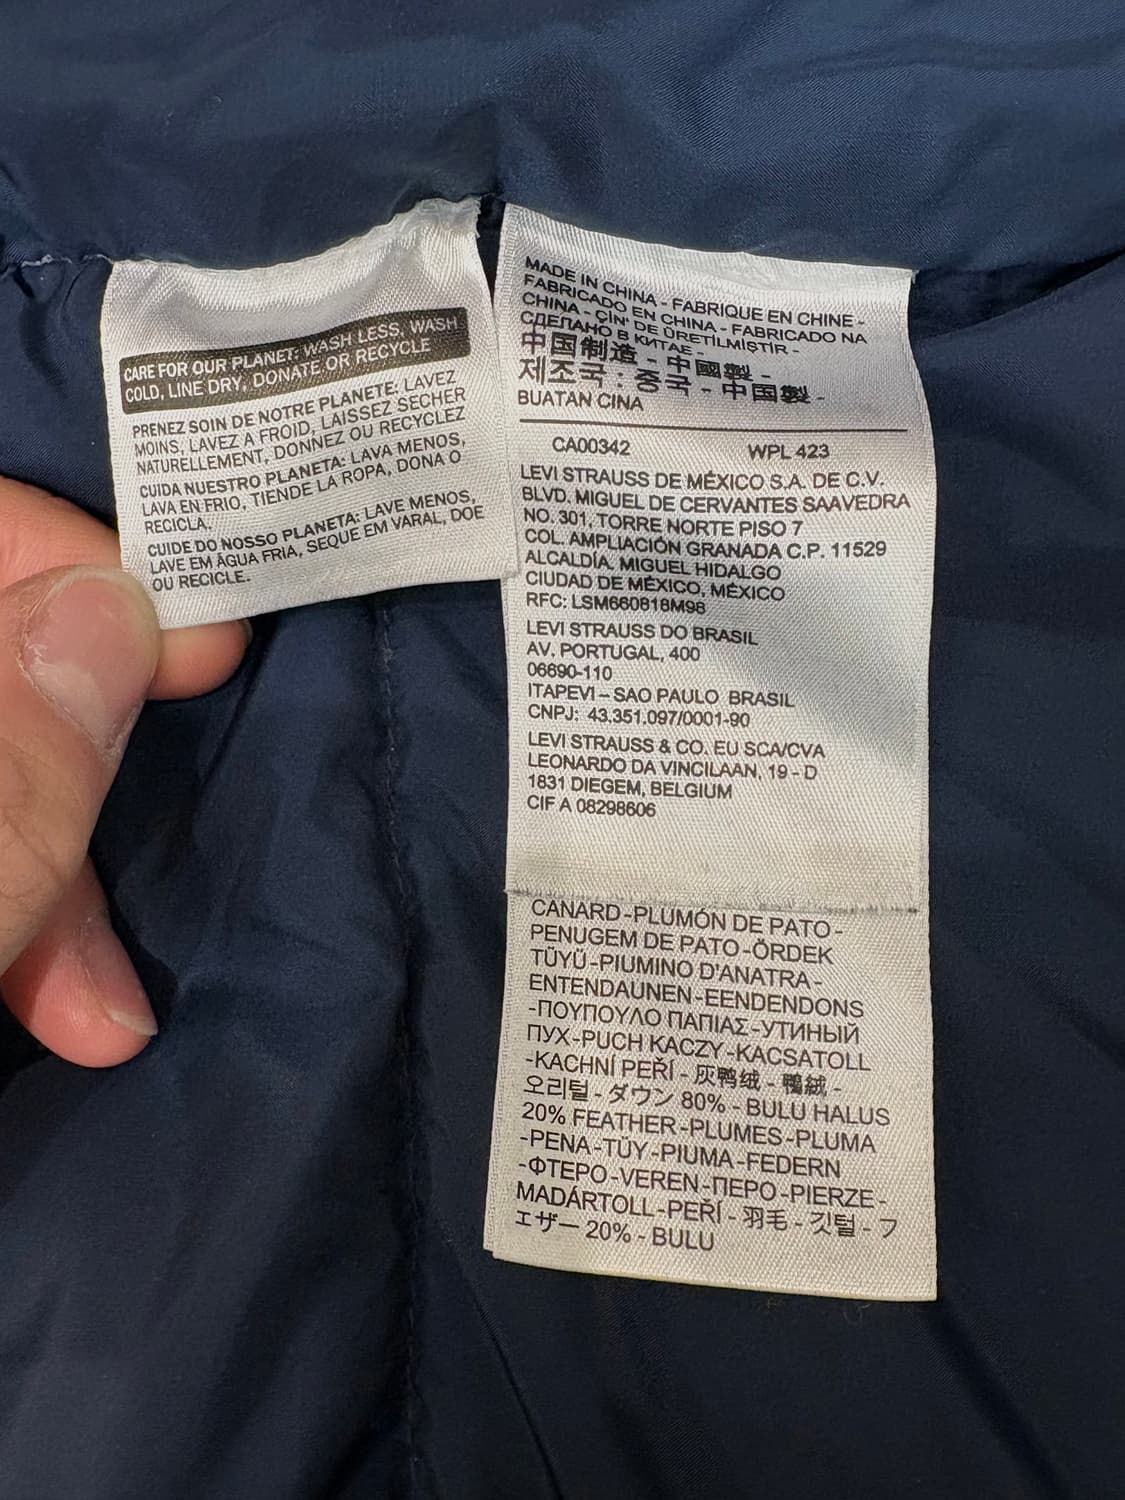 CARE FOR OUR PLANET: WASH LESS, WASH
COLD, LINE DRY, DONATE OR RECYCLE
PRENEZ SOIN DE NOTRE PLANETE: LAVEZ
MOINS, LAVEZ A FROID, LAISSEZ SECHER
NATURELLEMENT, DONNEZ OU RECYCLEZ
CUIDA NUESTRO PLANETA: LAVA MENOS,
LAVA EN FRIO, TIENDE LA ROPA, DONA O
RECICLA.
CUIDE DO NOSSO PLANETA: LAVE MENOS,
LAVE EM ÁGUA FRIA, SEQUE EM VARAL, DOE
OU RECICLE.
MADE IN CHINA - FABRIQUE EN CHINE -
FABRICADO EN CHINA - FABRICADO NA
CHINA - ÇİN' DE ÜRETİLMİŞTİR -
СДЕЛАНО В КИТАЕ -
中国制造 - 中國製 -
제조국 : 중국 - 中国製 -
BUATAN CINA
CA00342 WPL 423
LEVI STRAUSS DE MÉXICO S.A. DE C.V.
BLVD. MIGUEL DE CERVANTES SAAVEDRA
NO. 301, TORRE NORTE PISO 7
COL. AMPLIACIÓN GRANADA C.P. 11529
ALCALDÍA. MIGUEL HIDALGO
CIUDAD DE MÉXICO, MÉXICO
RFC: LSM660818M98
LEVI STRAUSS DO BRASIL
AV. PORTUGAL, 400
06690-110
ITAPEVI – SAO PAULO BRASIL
CNPJ: 43.351.097/0001-90
LEVI STRAUSS & CO. EU SCA/CVA
LEONARDO DA VINCILAAN, 19 - D
1831 DIEGEM, BELGIUM
CIF A 08298606
CANARD-PLUMÓN DE PATO-
PENUGEM DE PATO-ÖRDEK
TÜYÜ-PIUMINO D'ANATRA-
ENTENDAUNEN-EENDENDONS
-ΠΟΥΠΟΥΛΟ ΠΑΠΙΑΣ-УТИНЫЙ
ПУХ-PUCH KACZY-KACSATOLL
-KACHNÍ PEŘÍ - 灰鸭绒 - 鴨絨 -
오리털 - ダウン 80% - BULU HALUS
20% FEATHER-PLUMES-PLUMA
-PENA-TÜY-PIUMA-FEDERN
-ΦΤΕΡΟ-VEREN-ПЕРО-PIERZE-
MADÁRTOLL-PEŘÍ - 羽毛 - 깃털 - フ
ェザー 20% - BULU